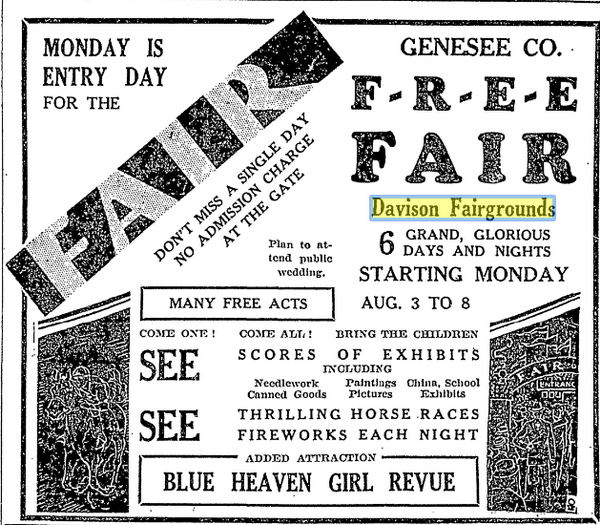 MONDAY IS
ENTRY DAY
FOR THE
FAIR
DON'T MISS A SINGLE DAY
NO ADMISSION CHARGE
AT THE GATE
GENESEE CO.
F-R-E-E
FAIR
Davison Fairgrounds
6 GRAND, GLORIOUS
DAYS AND NIGHTS
STARTING MONDAY
AUG. 3 TO 8
Plan to at-
tend public
wedding.
MANY FREE ACTS
COME ONE! COME ALL! BRING THE CHILDREN
SEE SCORES OF EXHIBITS
INCLUDING
Needlework Paintings China, School
Canned Goods Pictures Exhibits
SEE THRILLING HORSE RACES
FIREWORKS EACH NIGHT
ADDED ATTRACTION
BLUE HEAVEN GIRL REVUE
FAIR
ENTRANCE